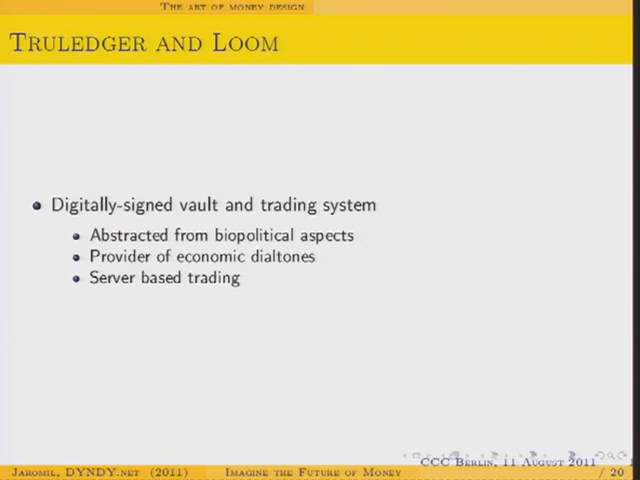 The art of money design
Truledger and Loom
Digitally-signed vault and trading system
Abstracted from biopolitical aspects
Provider of economic dialtones
Server based trading
CCC Berlin, 11 August 2011
Jaromil, DYNDY.net (2011) Imagine the Future of Money / 20